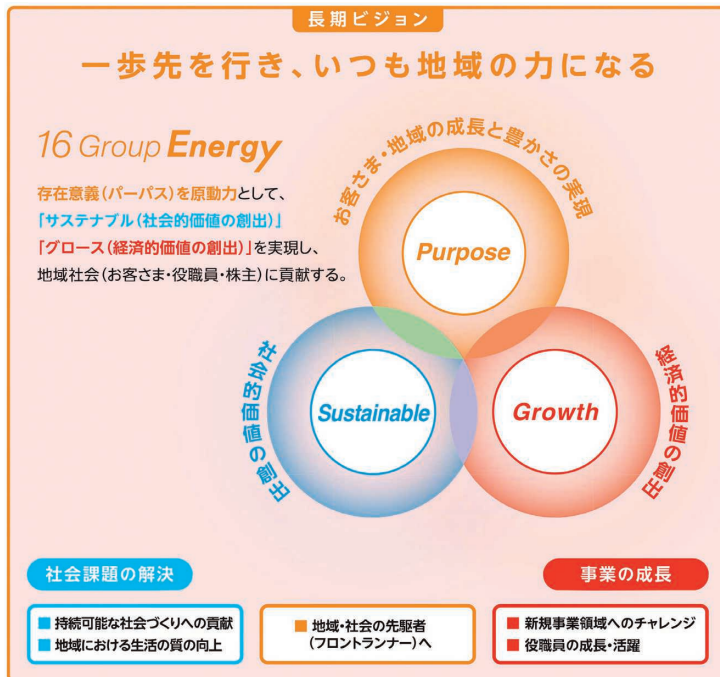 長期ビジョン
一歩先を行き、いつも地域の力になる
16 Group Energy
存在意義(パーパス)を原動力として、
「サステナブル(社会的価値の創出)」
「グロース(経済的価値の創出)」を実現し、
地域社会(お客さま・役職員・株主)に貢献する。
お客さま・地域の成長と豊かさの実現
Purpose
社会的価値の創出
Sustainable
Growth
経済的価値の創出
社会課題の解決
■ 持続可能な社会づくりへの貢献
■ 地域における生活の質の向上
■ 地域・社会の先駆者
(フロントランナー)へ
事業の成長
■ 新規事業領域へのチャレンジ
■ 役職員の成長・活躍